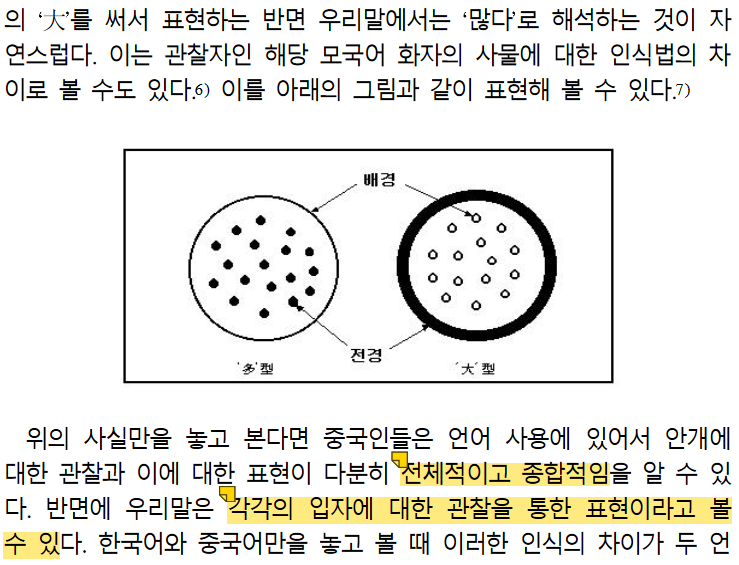 의 ‘大’를 써서 표현하는 반면 우리말에서는 ‘많다’로 해석하는 것이 자
연스럽다. 이는 관찰자인 해당 모국어 화자의 사물에 대한 인식법의 차
이로 볼 수도 있다.6) 이를 아래의 그림과 같이 표현해 볼 수 있다.7)
배경
전경
‘多’型
‘大’型
위의 사실만을 놓고 본다면 중국인들은 언어 사용에 있어서 안개에
대한 관찰과 이에 대한 표현이 다분히 전체적이고 종합적임을 알 수 있
다. 반면에 우리말은 각각의 입자에 대한 관찰을 통한 표현이라고 볼
수 있다. 한국어와 중국어만을 놓고 볼 때 이러한 인식의 차이가 두 언